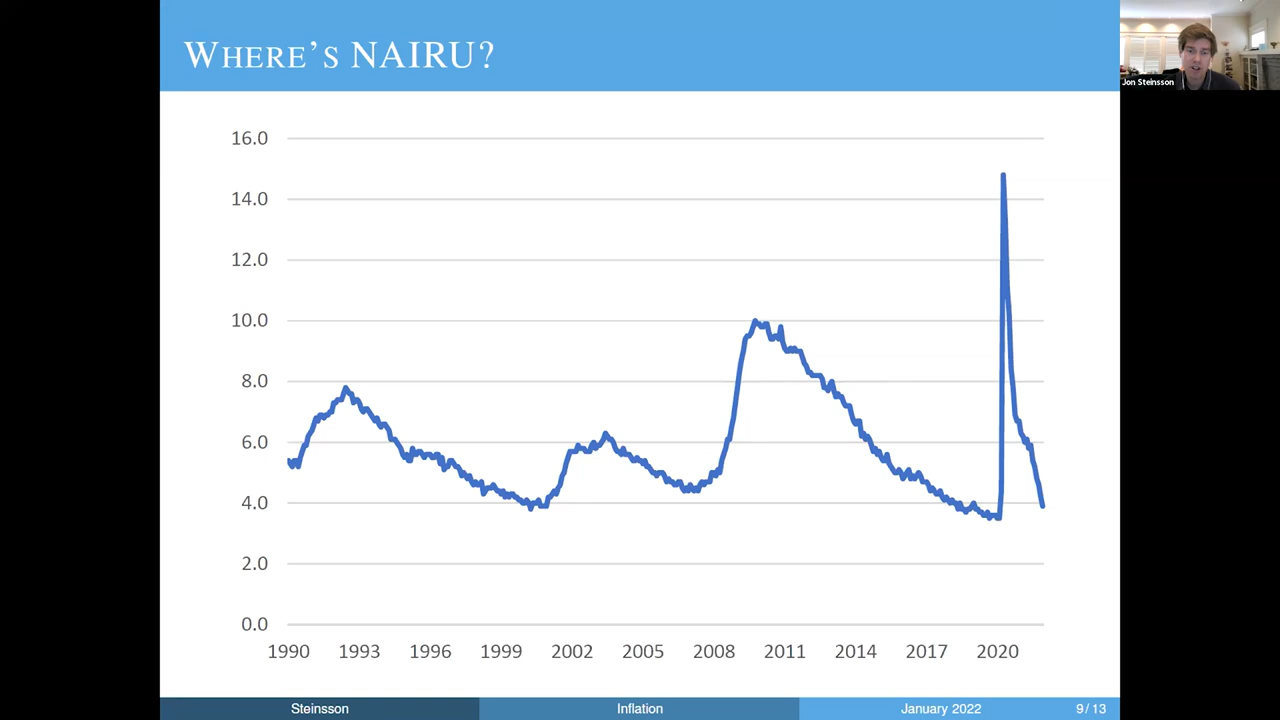 WHERE'S NAIRU?
Jon Steinsson
16.0
14.0
12.0
10.0
8.0
6.0
4.0
2.0
0.0
1990 1993 1996 1999 2002 2005 2008 2011 2014 2017 2020
Steinsson Inflation January 2022 9 / 13